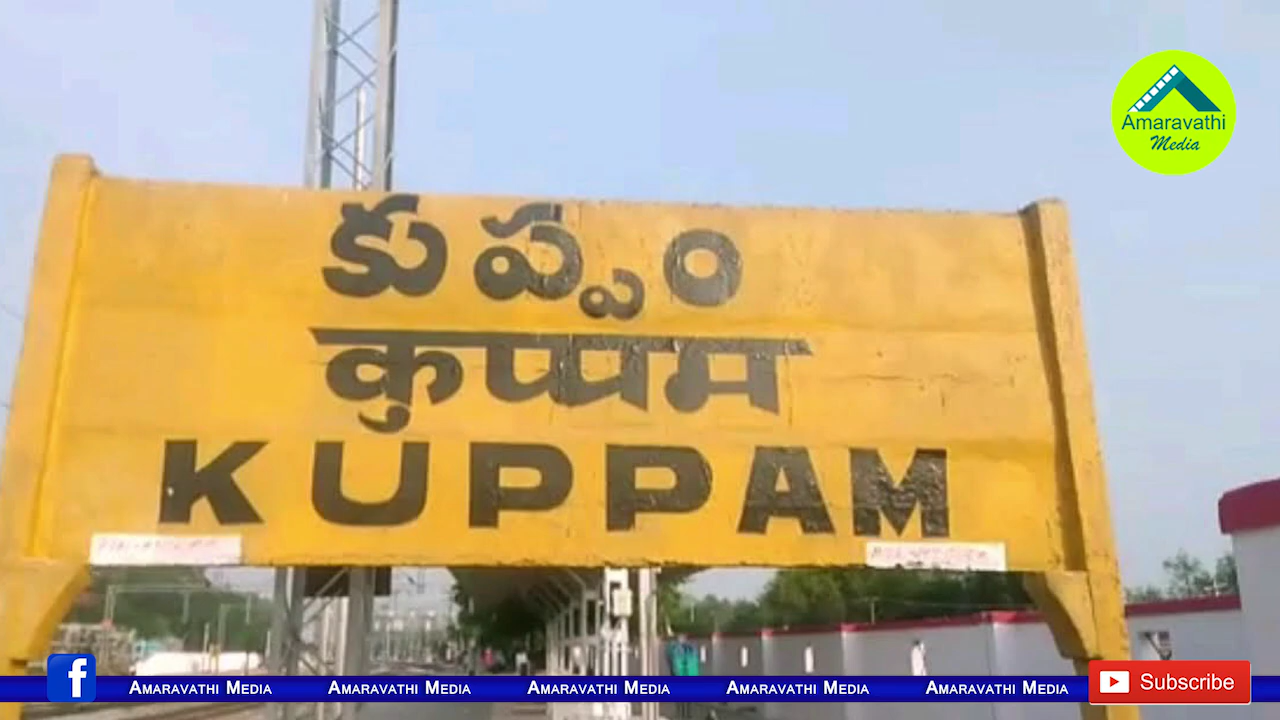 Amaravathi
Media
కుప్పం
कुप्पम
KUPPAM
AMARAVATHI MEDIA AMARAVATHI MEDIA AMARAVATHI MEDIA AMARAVATHI MEDIA AMARAVATHI MEDIA
Subscribe